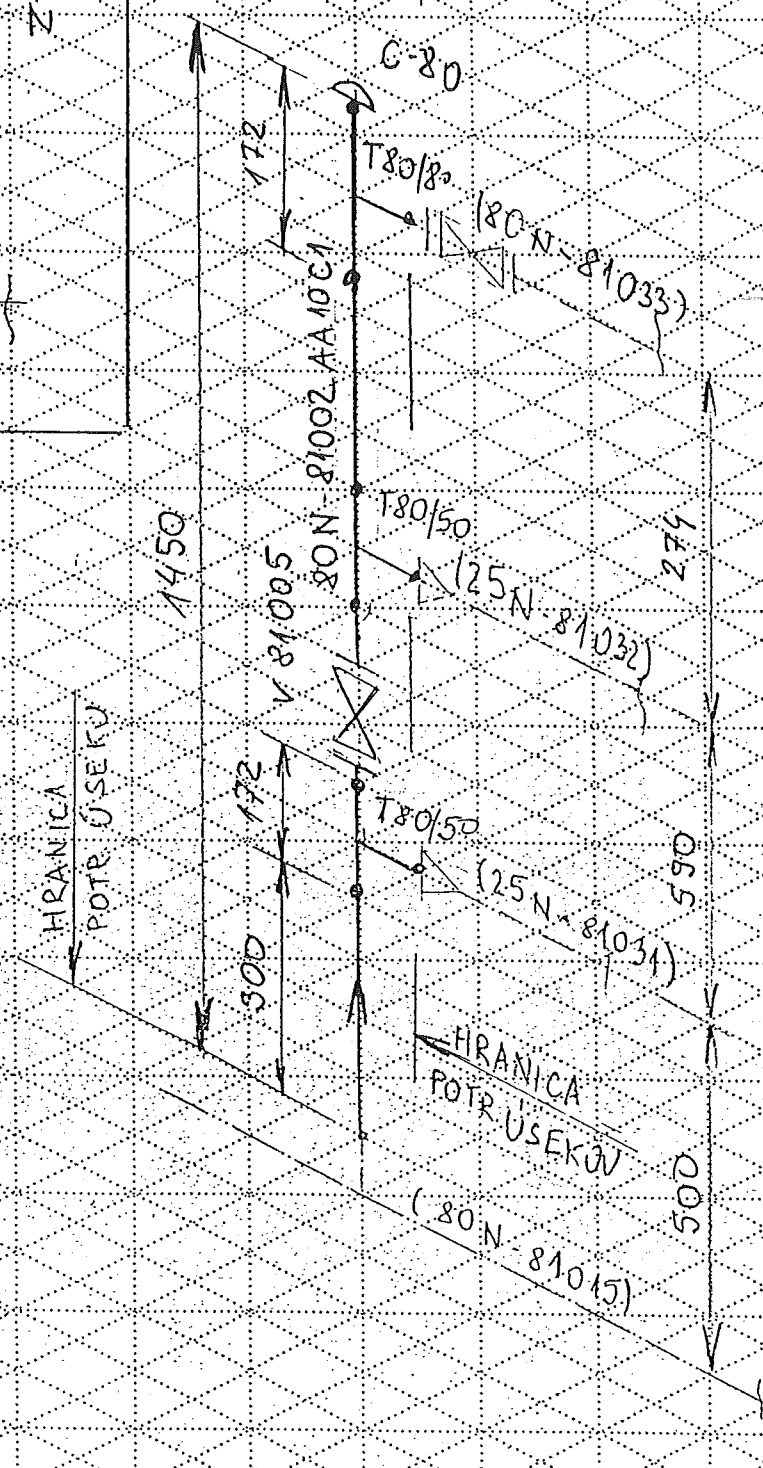 N
C-80
172
T80/80
(80N-81033)
80N-81002AA10C1
1450
T80/50
(25N-81032)
V 81005
274
172
T80/50
(25N-81031)
590
HRANICA
POTR ÚSEKU
300
HRANICA
POTR ÚSEKOV
500
(80N-81015)